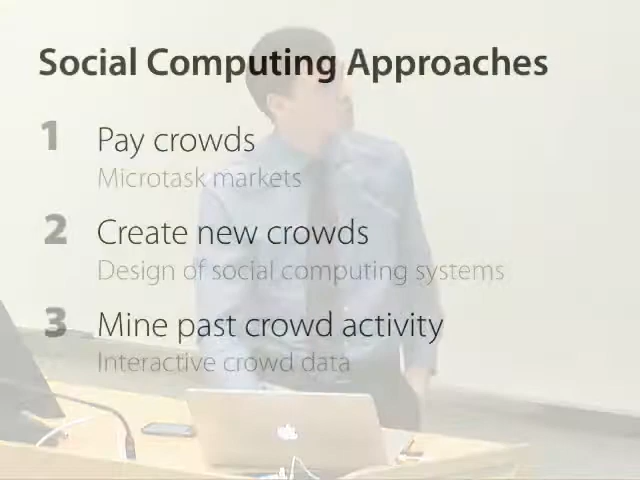 Social Computing Approaches
1 Pay crowds
Microtask markets
2 Create new crowds
Design of social computing systems
3 Mine past crowd activity
Interactive crowd data